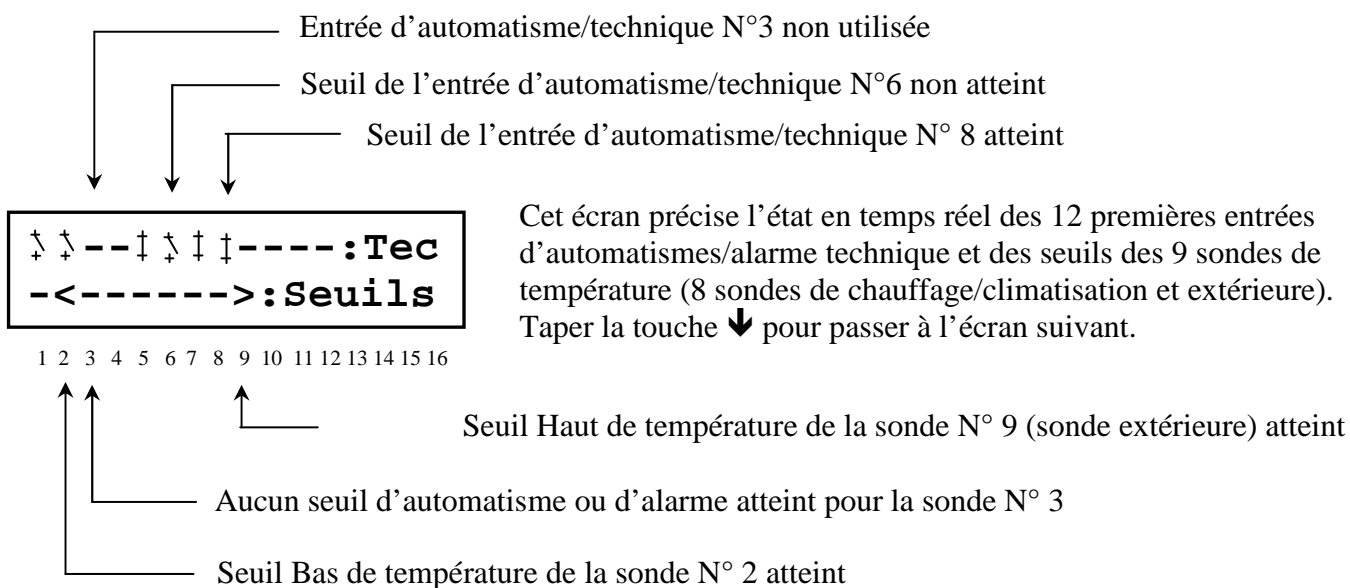 Entrée d'automatisme/technique N°3 non utilisée
Seuil de l'entrée d'automatisme/technique N°6 non atteint
Seuil de l'entrée d'automatisme/technique N° 8 atteint
----:Tec
-<------>:Seuils
1 2 3 4 5 6 7 8 9 10 11 12 13 14 15 16
Cet écran précise l'état en temps réel des 12 premières entrées
d'automatismes/alarme technique et des seuils des 9 sondes de
température (8 sondes de chauffage/climatisation et extérieure).
Taper la touche 🡻 pour passer à l'écran suivant.
Seuil Haut de température de la sonde N° 9 (sonde extérieure) atteint
Aucun seuil d'automatisme ou d'alarme atteint pour la sonde N° 3
Seuil Bas de température de la sonde N° 2 atteint